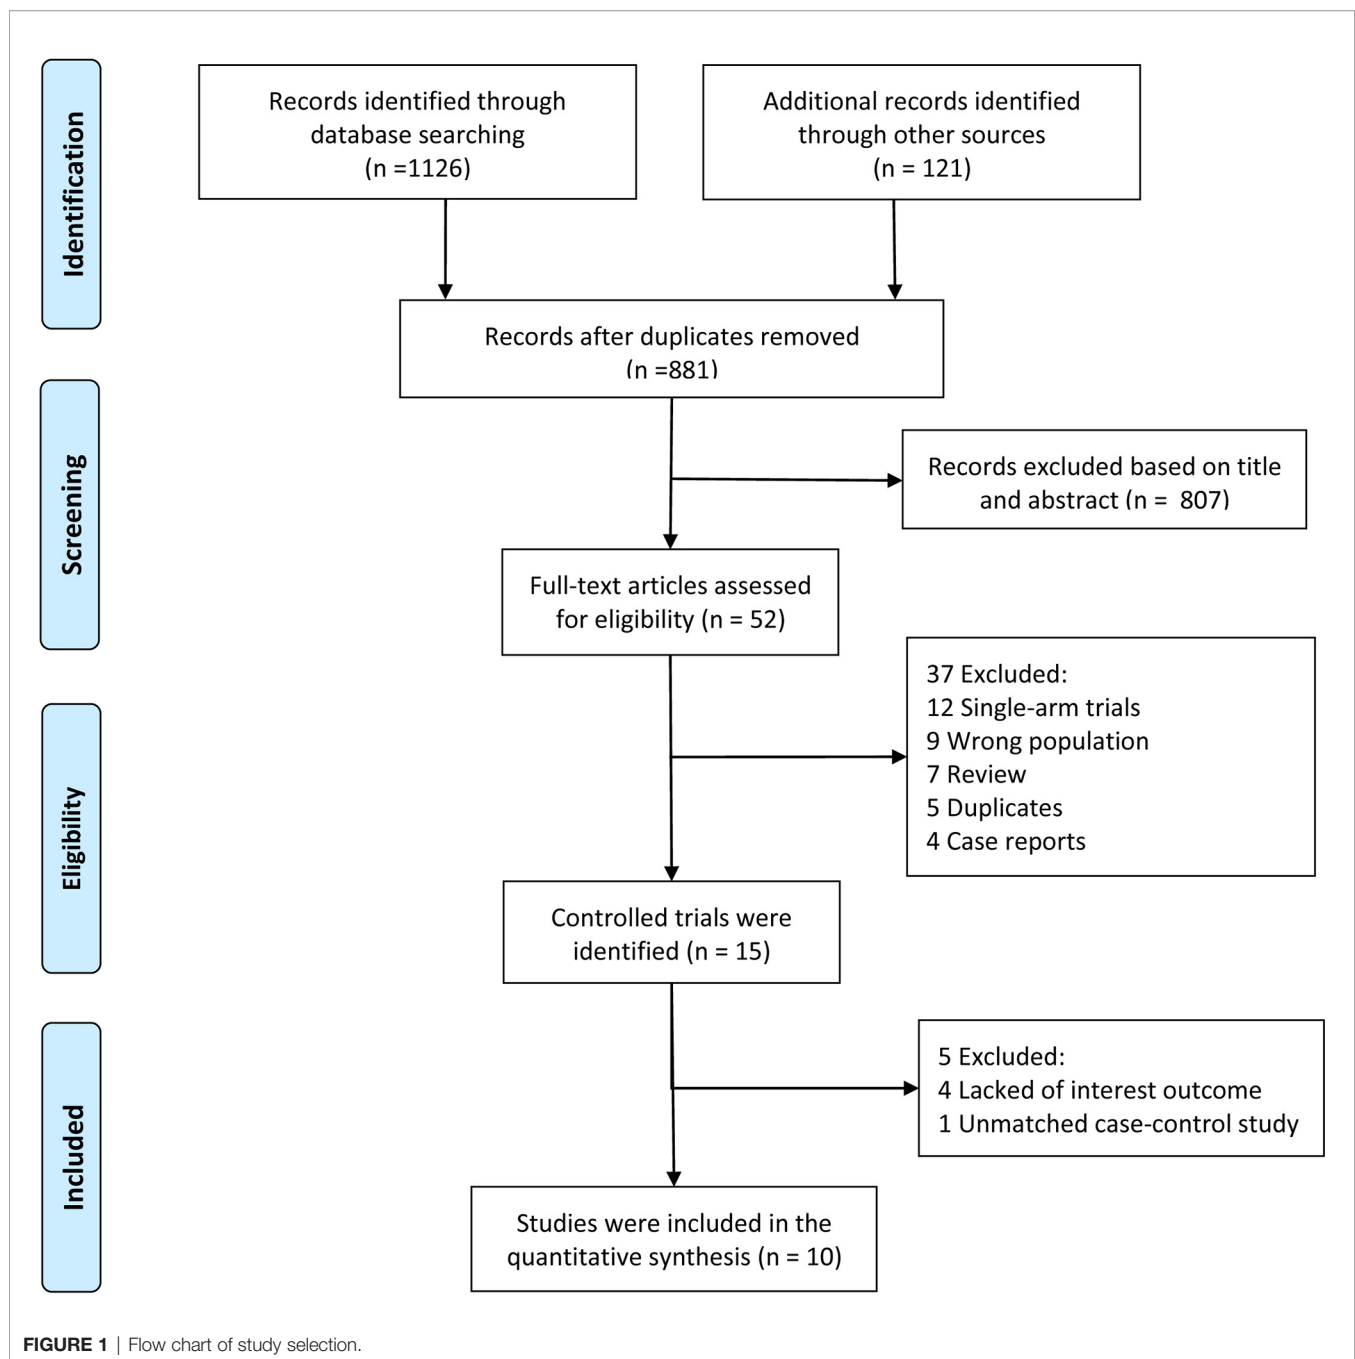 Identification
Records identified through
database searching
(n =1126)
Additional records identified
through other sources
(n = 121)
Records after duplicates removed
(n =881)
Screening
Records excluded based on title
and abstract (n =  807)
Full-text articles assessed
for eligibility (n = 52)
Eligibility
37 Excluded:
12 Single-arm trials
9 Wrong population
7 Review
5 Duplicates
4 Case reports
Controlled trials were
identified (n = 15)
Included
5 Excluded:
4 Lacked of interest outcome
1 Unmatched case-control study
Studies were included in the
quantitative synthesis (n = 10)
FIGURE 1 | Flow chart of study selection.